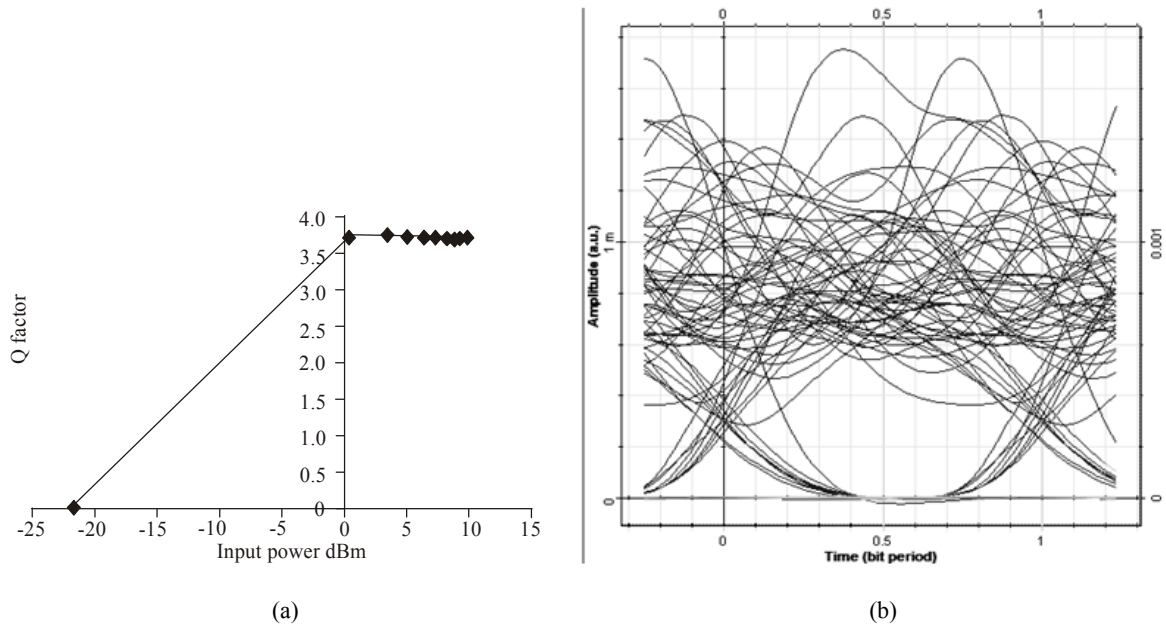 4.0
3.5
3.0
2.5
2.0
1.5
1.0
0.5
0
Q factor
-25 -20 -15 -10 -5 0 5 10 15
Input power dBm
(a)
0 0.5 1
Amplitude (a.u.)
1 m
0
0.001
0
0 0.5 1
Time (bit period)
(b)